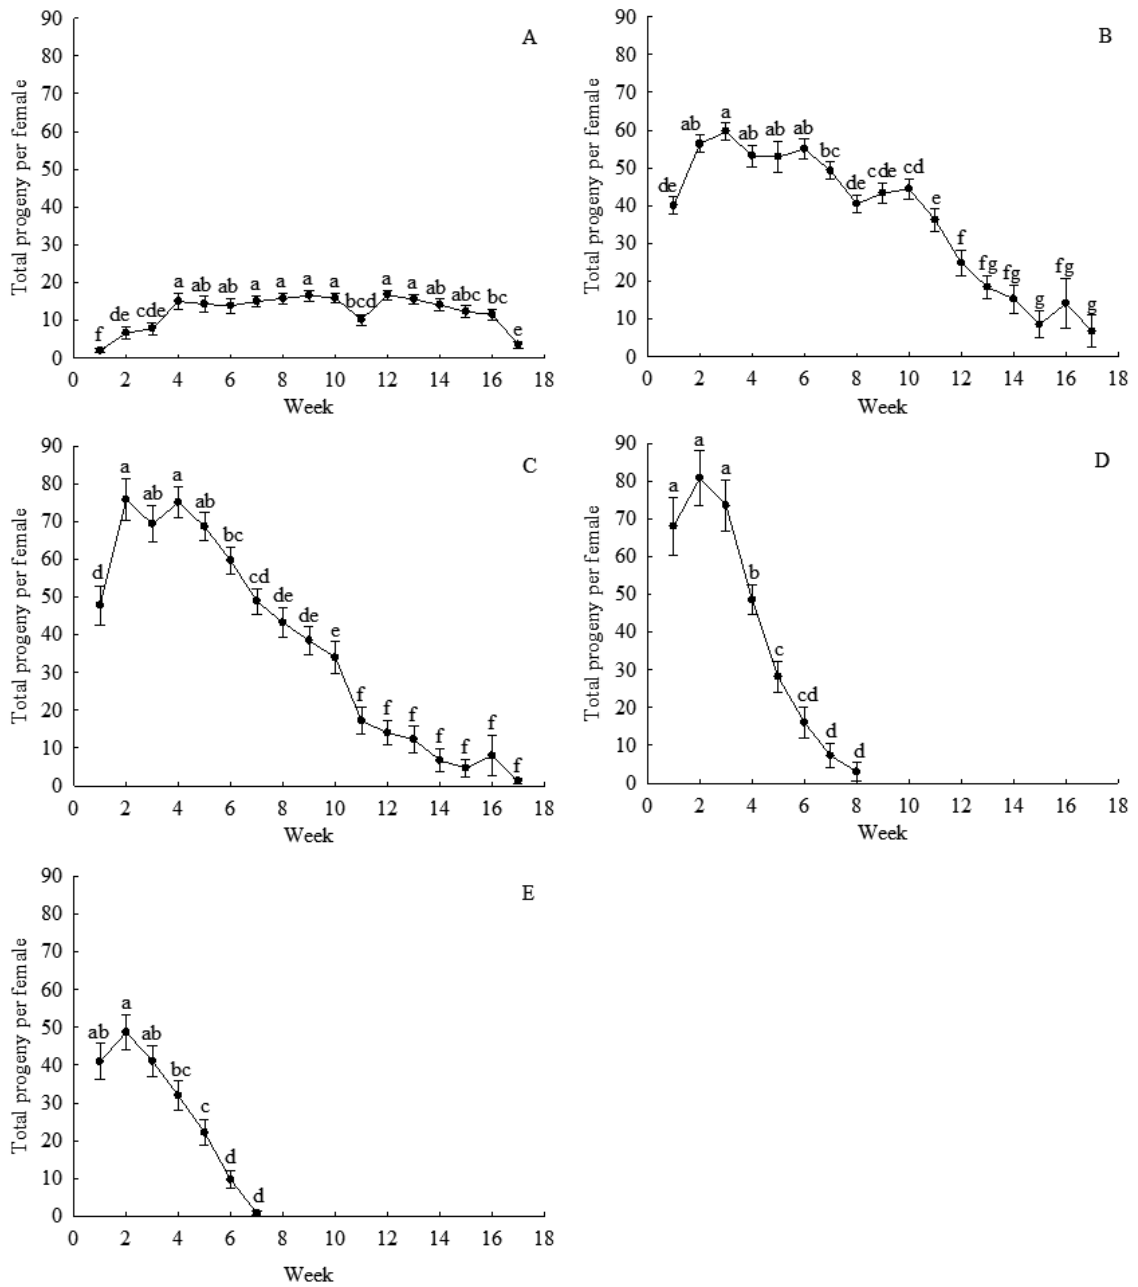 A
Total progeny per female
90
80
70
60
50
40
30
20
10
0
f de cde a ab ab a a a a bcd a a ab abc bc e
0 2 4 6 8 10 12 14 16 18
Week
B
Total progeny per female
90
80
70
60
50
40
30
20
10
0
de ab a ab ab ab bc de cde cd e f fg fg g fg g
0 2 4 6 8 10 12 14 16 18
Week
C
Total progeny per female
90
80
70
60
50
40
30
20
10
0
d a ab a ab bc cd de de e f f f f f f f
0 2 4 6 8 10 12 14 16 18
Week
D
Total progeny per female
90
80
70
60
50
40
30
20
10
0
a a a b c cd d d
0 2 4 6 8 10 12 14 16 18
Week
E
Total progeny per female
90
80
70
60
50
40
30
20
10
0
ab a ab bc c d d
0 2 4 6 8 10 12 14 16 18
Week